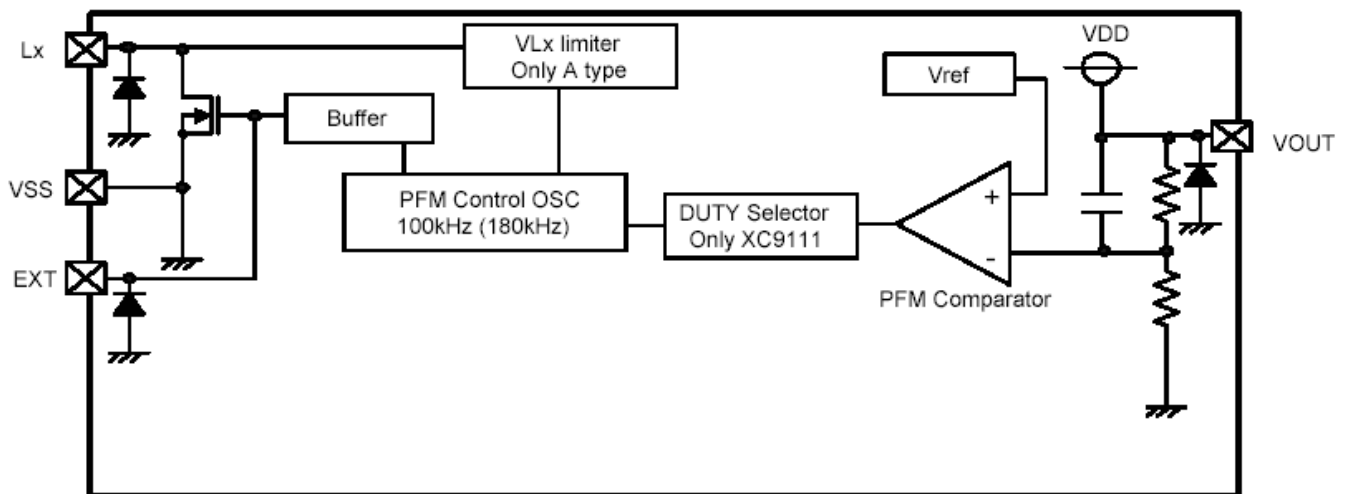 Lx
VLx limiter
Only A type
VDD
Vref
Buffer
VOUT
VSS
PFM Control OSC
100kHz (180kHz)
DUTY Selector
Only XC9111
+
-
EXT
PFM Comparator